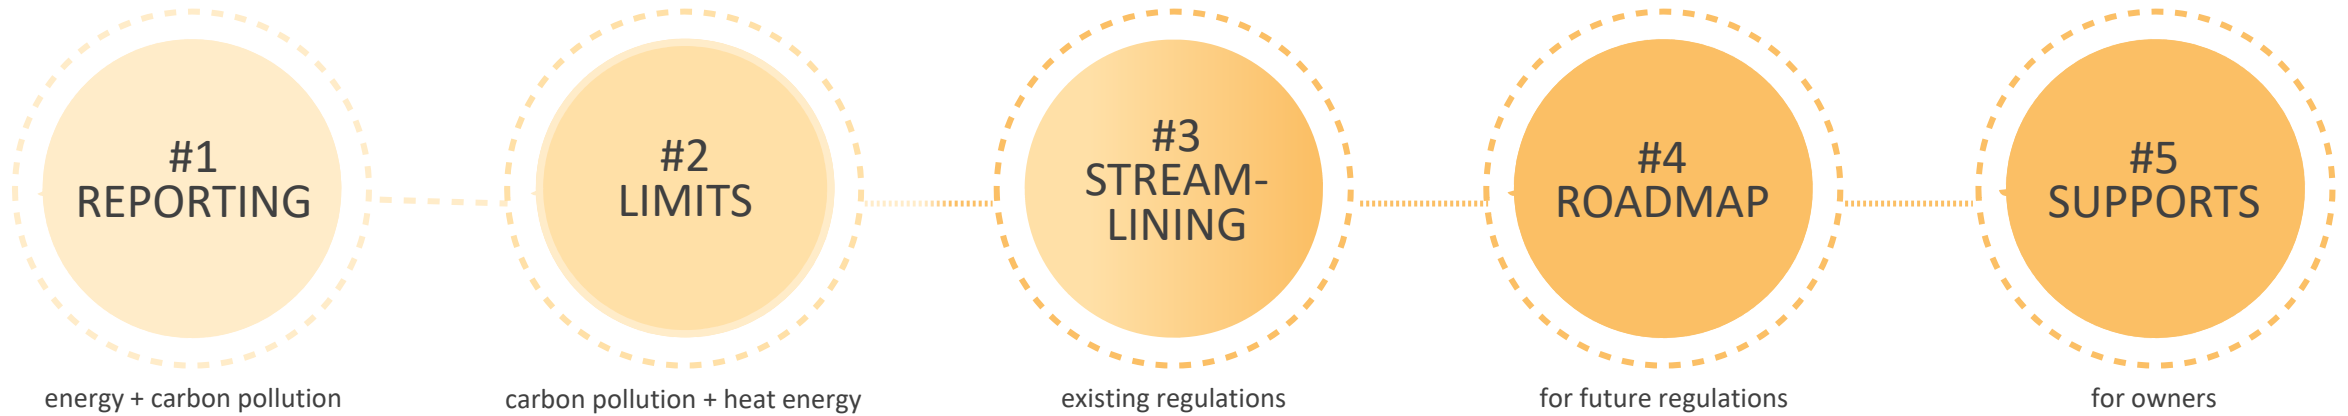 #1
REPORTING
energy + carbon pollution
#2
LIMITS
carbon pollution + heat energy
#3
STREAM-
LINING
existing regulations
#4
ROADMAP
for future regulations
#5
SUPPORTS
for owners